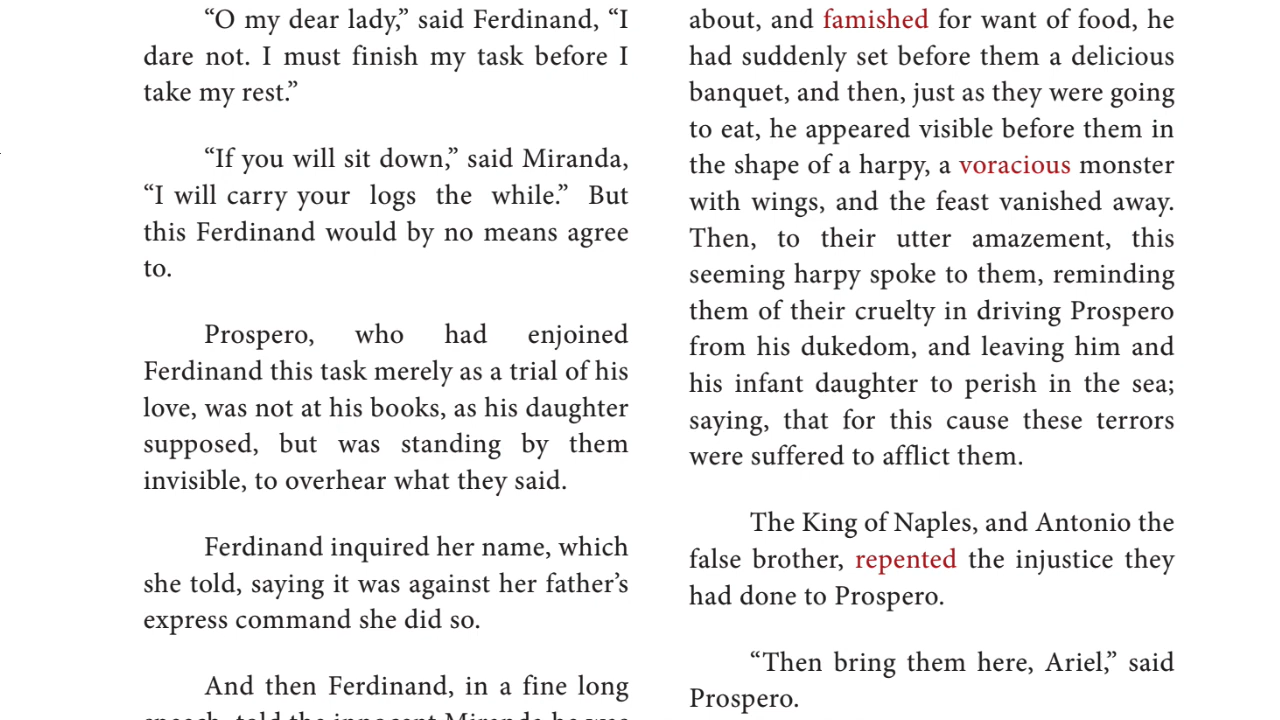 “O my dear lady,” said Ferdinand, “I
dare not. I must finish my task before I
take my rest.”
“If you will sit down,” said Miranda,
“I will carry your logs the while.” But
this Ferdinand would by no means agree
to.
Prospero, who had enjoined
Ferdinand this task merely as a trial of his
love, was not at his books, as his daughter
supposed, but was standing by them
invisible, to overhear what they said.
Ferdinand inquired her name, which
she told, saying it was against her father’s
express command she did so.
And then Ferdinand, in a fine long
speech, told the innocent Miranda he was
about, and famished for want of food, he
had suddenly set before them a delicious
banquet, and then, just as they were going
to eat, he appeared visible before them in
the shape of a harpy, a voracious monster
with wings, and the feast vanished away.
Then, to their utter amazement, this
seeming harpy spoke to them, reminding
them of their cruelty in driving Prospero
from his dukedom, and leaving him and
his infant daughter to perish in the sea;
saying, that for this cause these terrors
were suffered to afflict them.
The King of Naples, and Antonio the
false brother, repented the injustice they
had done to Prospero.
“Then bring them here, Ariel,” said
Prospero.